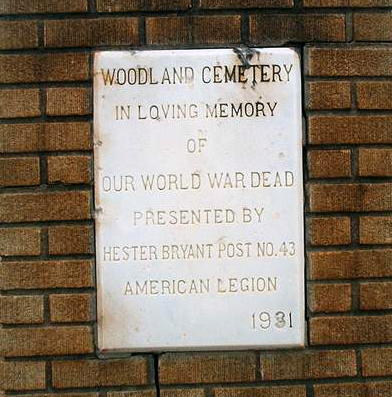 WOODLAND CEMETERY
IN LOVING MEMORY
OF
OUR WORLD WAR DEAD
PRESENTED BY
HESTER BRYANT POST NO. 43
AMERICAN LEGION
1931